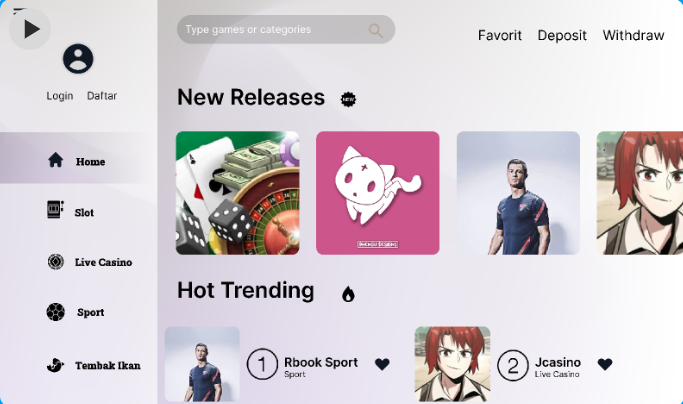 Type games or categories
Favorit Deposit Withdraw
Login Daftar
New Releases
NEW
Home
Slot
Live Casino
Sport
Tembak Ikan
Hot Trending
1 Rbook Sport
Sport
2 Jcasino
Live Casino